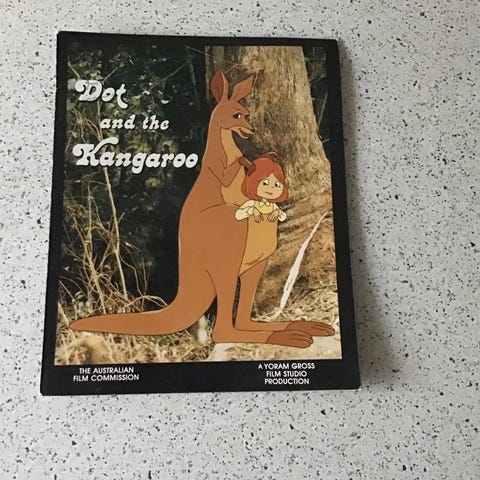 Dot
and the
Kangaroo
THE AUSTRALIAN
FILM COMMISSION
A YORAM GROSS
FILM STUDIO
PRODUCTION